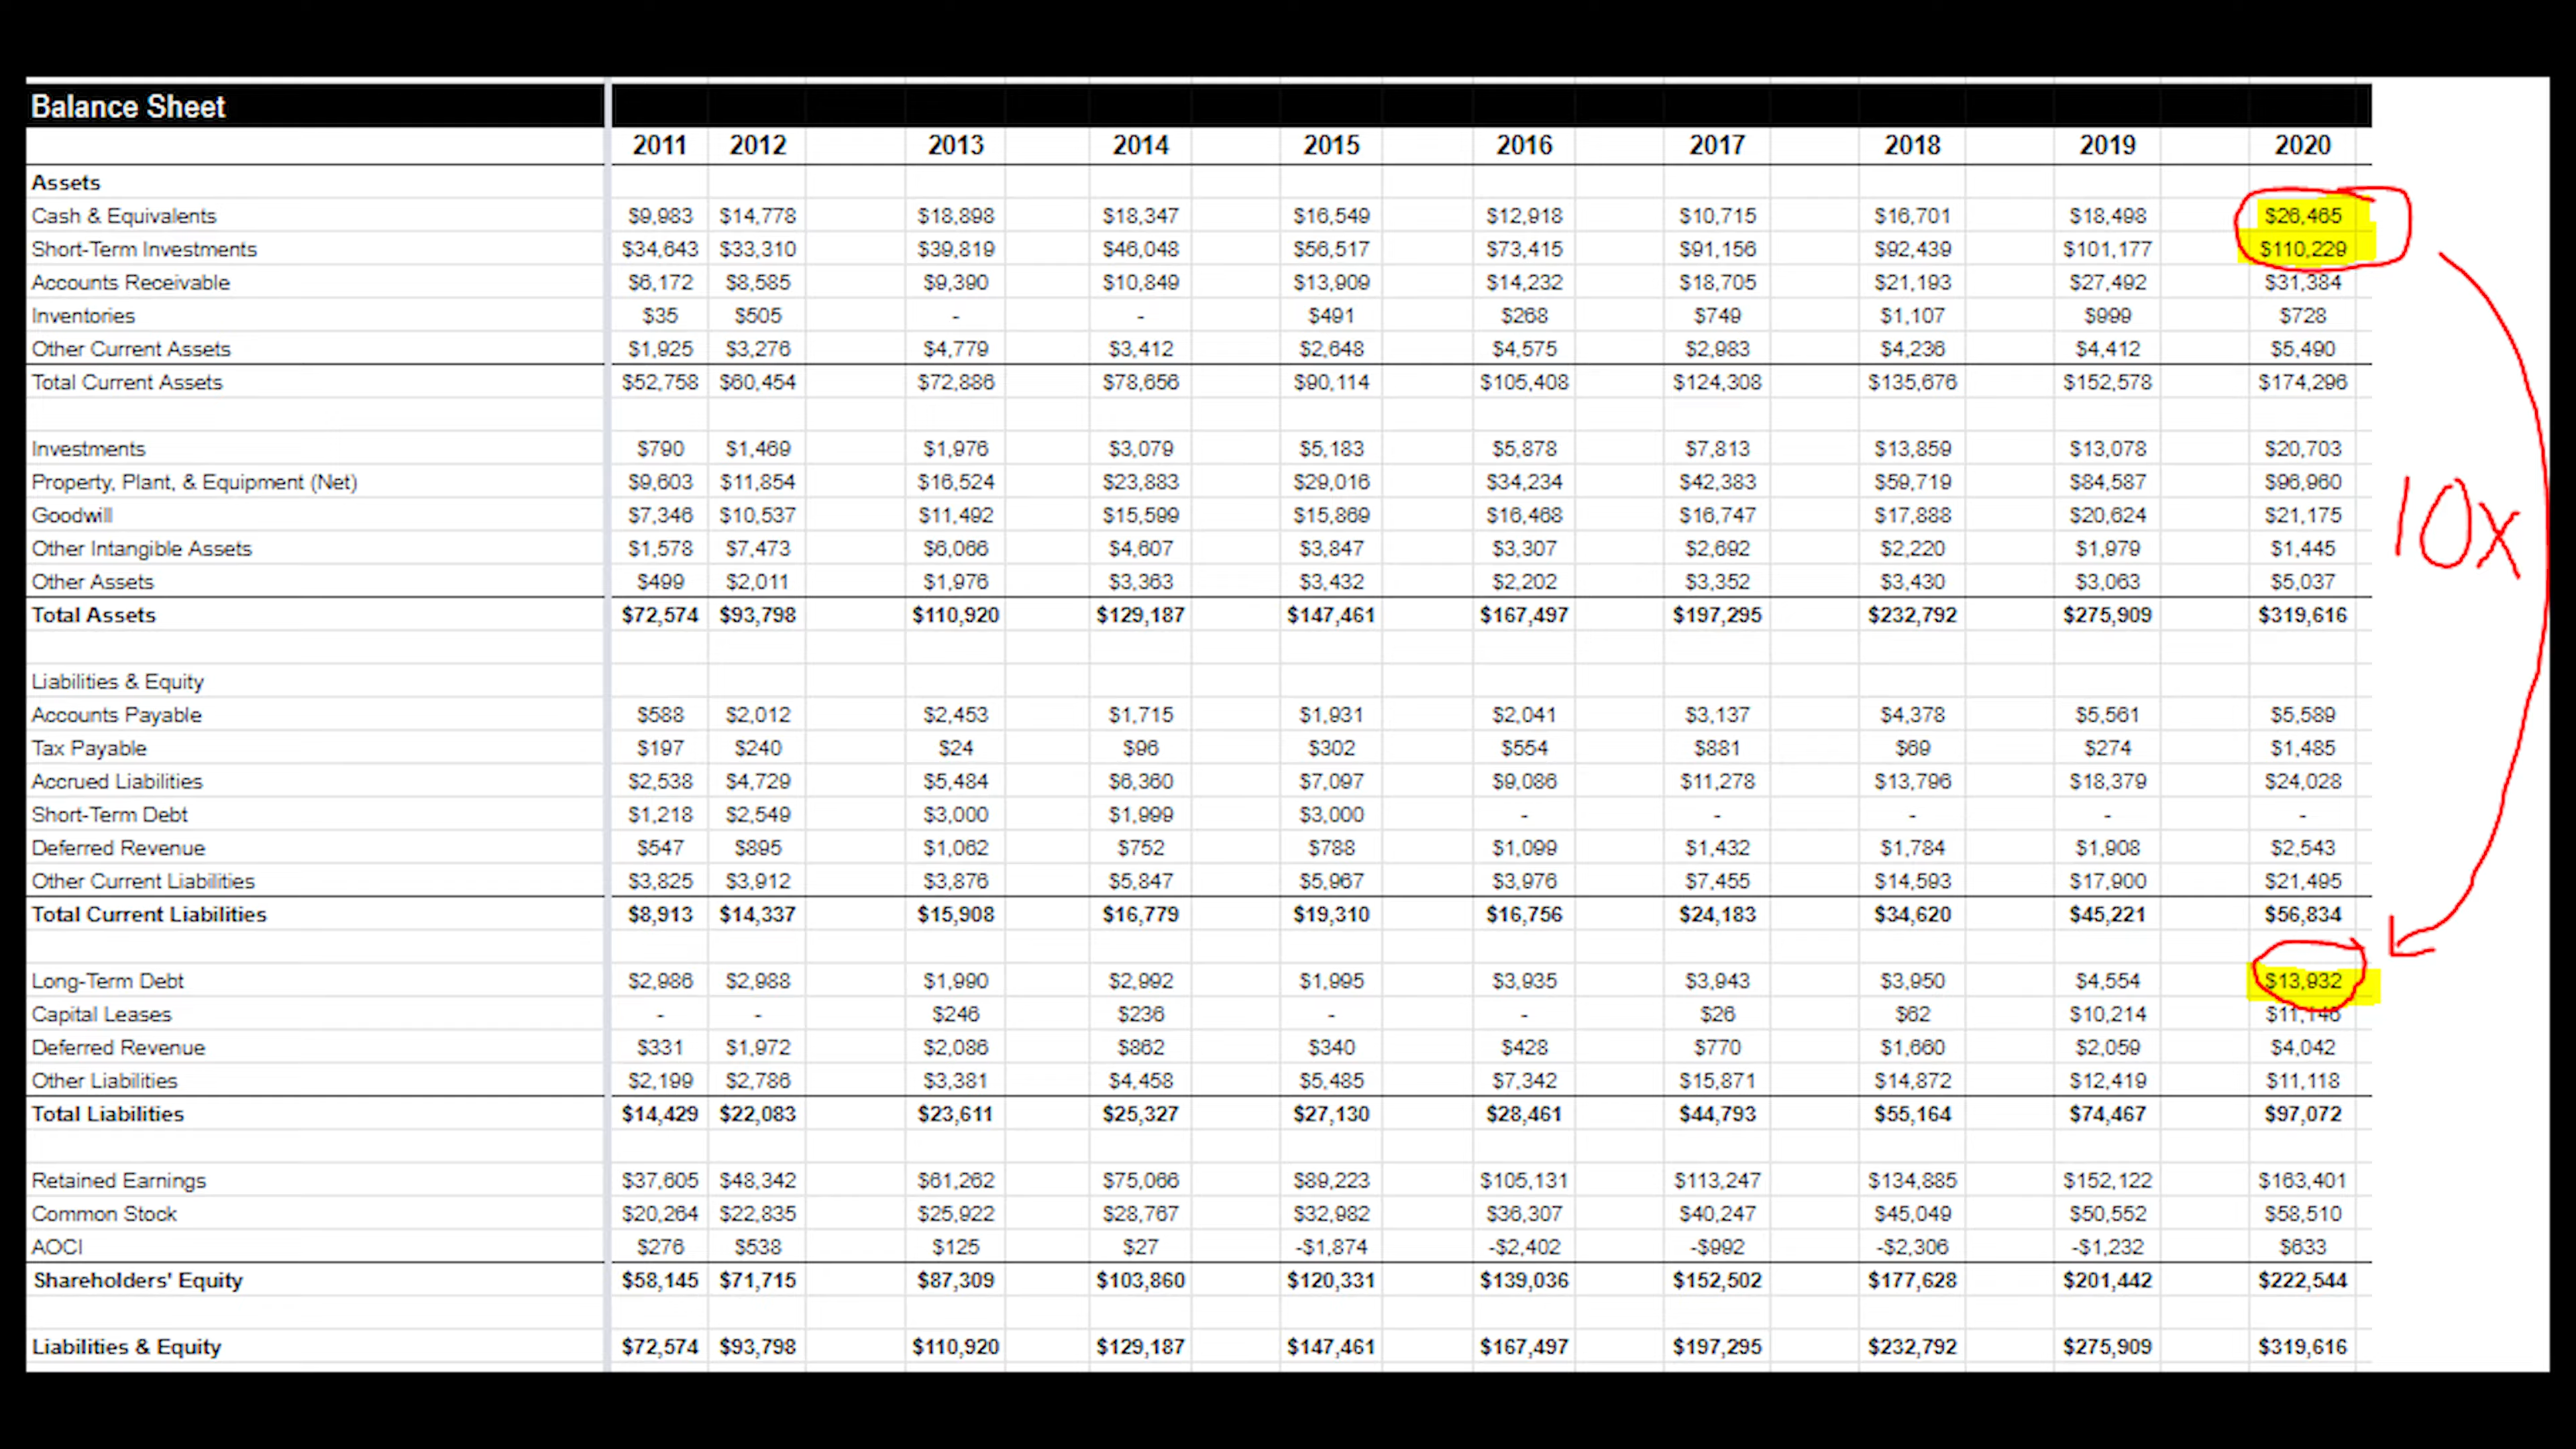 Balance Sheet
2011 2012 2013 2014 2015 2016 2017 2018 2019 2020
Assets
Cash & Equivalents $9,983 $14,778 $18,898 $18,347 $16,549 $12,918 $10,715 $16,701 $18,498 $26,465
Short-Term Investments $34,643 $33,310 $39,819 $46,048 $56,517 $73,415 $91,156 $92,439 $101,177 $110,229
Accounts Receivable $6,172 $8,585 $9,390 $10,849 $13,909 $14,232 $18,705 $21,193 $27,492 $31,384
Inventories $35 $505 - - $491 $268 $749 $1,107 $999 $728
Other Current Assets $1,925 $3,276 $4,779 $3,412 $2,648 $4,575 $2,983 $4,236 $4,412 $5,490
Total Current Assets $52,758 $60,454 $72,886 $78,656 $90,114 $105,408 $124,308 $135,676 $152,578 $174,296
Investments $790 $1,469 $1,976 $3,079 $5,183 $5,878 $7,813 $13,859 $13,078 $20,703
Property, Plant, & Equipment (Net) $9,603 $11,854 $16,524 $23,883 $29,016 $34,234 $42,383 $59,719 $84,587 $96,960
Goodwill $7,346 $10,537 $11,492 $15,599 $15,869 $16,468 $16,747 $17,888 $20,624 $21,175
10x
Other Intangible Assets $1,578 $7,473 $6,066 $4,607 $3,847 $3,307 $2,692 $2,220 $1,979 $1,445
Other Assets $499 $2,011 $1,976 $3,363 $3,432 $2,202 $3,352 $3,430 $3,063 $5,037
Total Assets $72,574 $93,798 $110,920 $129,187 $147,461 $167,497 $197,295 $232,792 $275,909 $319,616
Liabilities & Equity
Accounts Payable $588 $2,012 $2,453 $1,715 $1,931 $2,041 $3,137 $4,378 $5,561 $5,589
Tax Payable $197 $240 $24 $96 $302 $554 $881 $69 $274 $1,485
Accrued Liabilities $2,538 $4,729 $5,484 $6,360 $7,097 $9,086 $11,278 $13,796 $18,379 $24,028
Short-Term Debt $1,218 $2,549 $3,000 $1,999 $3,000 - - - - -
Deferred Revenue $547 $895 $1,062 $752 $788 $1,099 $1,432 $1,784 $1,908 $2,543
Other Current Liabilities $3,825 $3,912 $3,876 $5,847 $5,967 $3,976 $7,455 $14,593 $17,900 $21,495
Total Current Liabilities $8,913 $14,337 $15,908 $16,779 $19,310 $16,756 $24,183 $34,620 $45,221 $56,834
Long-Term Debt $2,986 $2,988 $1,990 $2,992 $1,995 $3,935 $3,943 $3,950 $4,554 $13,932
Capital Leases - - $246 $236 - - $26 $62 $10,214 $11,146
Deferred Revenue $331 $1,972 $2,086 $862 $340 $428 $770 $1,660 $2,059 $4,042
Other Liabilities $2,199 $2,786 $3,381 $4,458 $5,485 $7,342 $15,871 $14,872 $12,419 $11,118
Total Liabilities $14,429 $22,083 $23,611 $25,327 $27,130 $28,461 $44,793 $55,164 $74,467 $97,072
Retained Earnings $37,605 $48,342 $61,262 $75,066 $89,223 $105,131 $113,247 $134,885 $152,122 $163,401
Common Stock $20,264 $22,835 $25,922 $28,767 $32,982 $36,307 $40,247 $45,049 $50,552 $58,510
AOCI $276 $538 $125 $27 -$1,874 -$2,402 -$992 -$2,306 -$1,232 $633
Shareholders' Equity $58,145 $71,715 $87,309 $103,860 $120,331 $139,036 $152,502 $177,628 $201,442 $222,544
Liabilities & Equity $72,574 $93,798 $110,920 $129,187 $147,461 $167,497 $197,295 $232,792 $275,909 $319,616